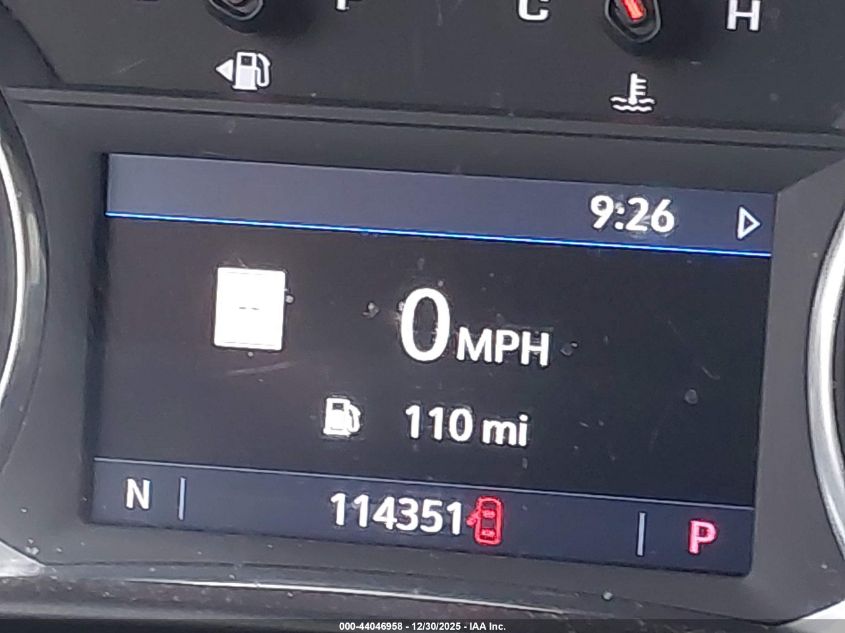 C H
9:26
--
0 MPH
110 mi
N 114351 P
000-44046958 - 12/30/2025 - IAA Inc.